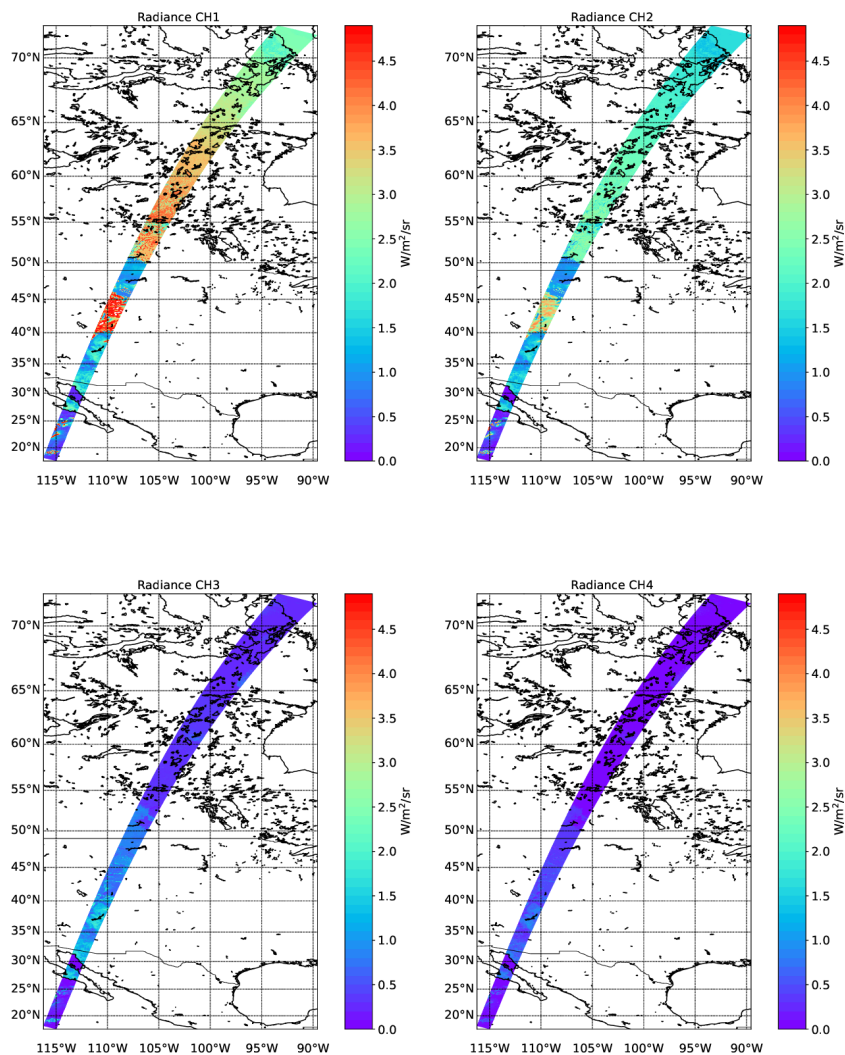 Radiance CH1
70°N
65°N
60°N
55°N
50°N
45°N
40°N
35°N
30°N
25°N
20°N
115°W 110°W 105°W 100°W 95°W 90°W
4.5
4.0
3.5
3.0
2.5
2.0
1.5
1.0
0.5
0.0
W/m²/sr
Radiance CH2
70°N
65°N
60°N
55°N
50°N
45°N
40°N
35°N
30°N
25°N
20°N
115°W 110°W 105°W 100°W 95°W 90°W
4.5
4.0
3.5
3.0
2.5
2.0
1.5
1.0
0.5
0.0
W/m²/sr
Radiance CH3
70°N
65°N
60°N
55°N
50°N
45°N
40°N
35°N
30°N
25°N
20°N
115°W 110°W 105°W 100°W 95°W 90°W
4.5
4.0
3.5
3.0
2.5
2.0
1.5
1.0
0.5
0.0
W/m²/sr
Radiance CH4
70°N
65°N
60°N
55°N
50°N
45°N
40°N
35°N
30°N
25°N
20°N
115°W 110°W 105°W 100°W 95°W 90°W
4.5
4.0
3.5
3.0
2.5
2.0
1.5
1.0
0.5
0.0
W/m²/sr